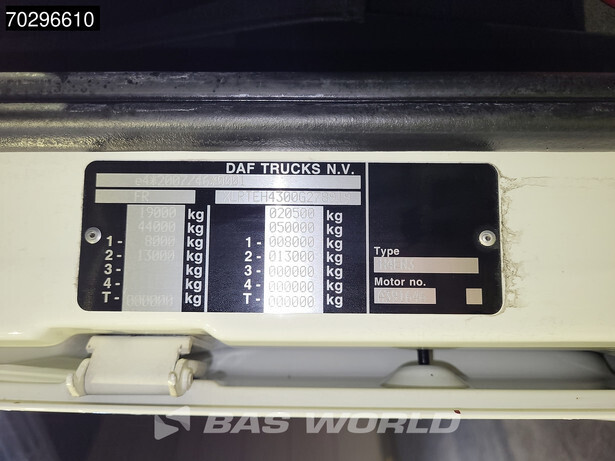 70296610
DAF TRUCKS N.V.
FR
19000 kg 020500 kg
44000 kg 050000 kg
1- 8000 kg 1- 008000 kg
2- 13000 kg 2- 013000 kg
3- kg 3- 000000 kg
4- kg 4- 000000 kg
T- 000000 kg T- 000000 kg
Type
Motor no.
BAS WORLD